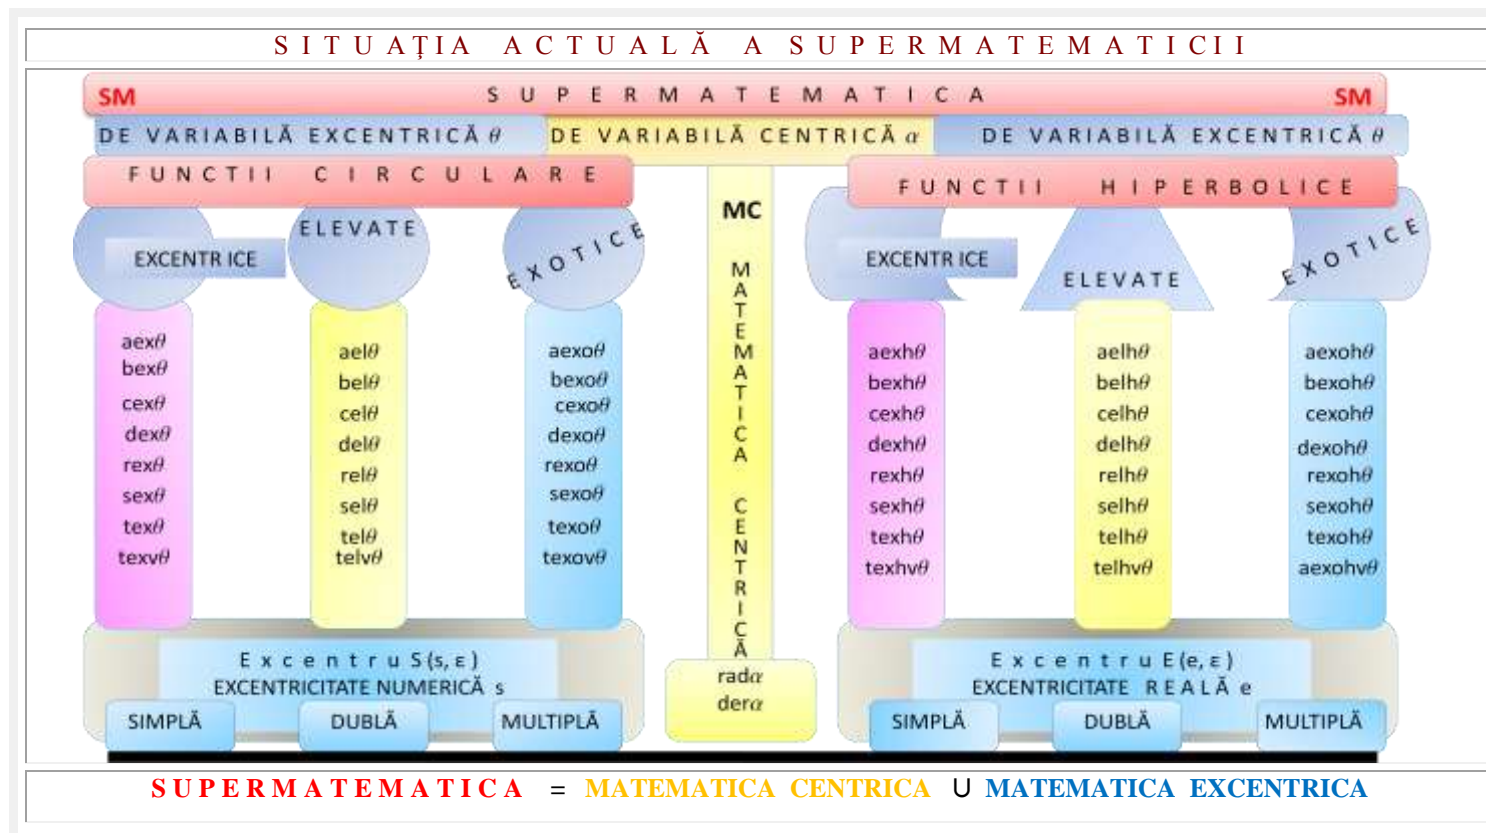 SITUAŢIA ACTUALĂ A SUPERMATEMATICII
SM SUPERMATEMATICA SM
DE VARIABILĂ EXCENTRICĂ θ DE VARIABILĂ CENTRICĂ α DE VARIABILĂ EXCENTRICĂ θ
FUNCTII CIRCULARE
FUNCTII HIPERBOLICE
EXCENTRICE
ELEVATE
EXOTICE
aexθ
bexθ
cexθ
dexθ
rexθ
sexθ
texθ
texvθ
aelθ
belθ
celθ
delθ
relθ
selθ
telθ
telvθ
aexoθ
bexoθ
cexoθ
dexoθ
rexoθ
sexoθ
texoθ
texovθ
Excentru S(s, ε)
EXCENTRICITATE NUMERICĂ s
SIMPLĂ DUBLĂ MULTIPLĂ
MC
MATEMATICA CENTRICĂ
radα
derα
EXCENTRICE
ELEVATE
EXOTICE
aexhθ
bexhθ
cexhθ
dexhθ
rexhθ
sexhθ
texhθ
texhvθ
aelhθ
belhθ
celhθ
delhθ
relhθ
selhθ
telhθ
telhvθ
aexohθ
bexohθ
cexohθ
dexohθ
rexohθ
sexohθ
texohθ
aexohvθ
Excentru E(e, ε)
EXCENTRICITATE REALĂ e
SIMPLĂ DUBLĂ MULTIPLĂ
SUPERMATEMATICA = MATEMATICA CENTRICA ∪ MATEMATICA EXCENTRICA